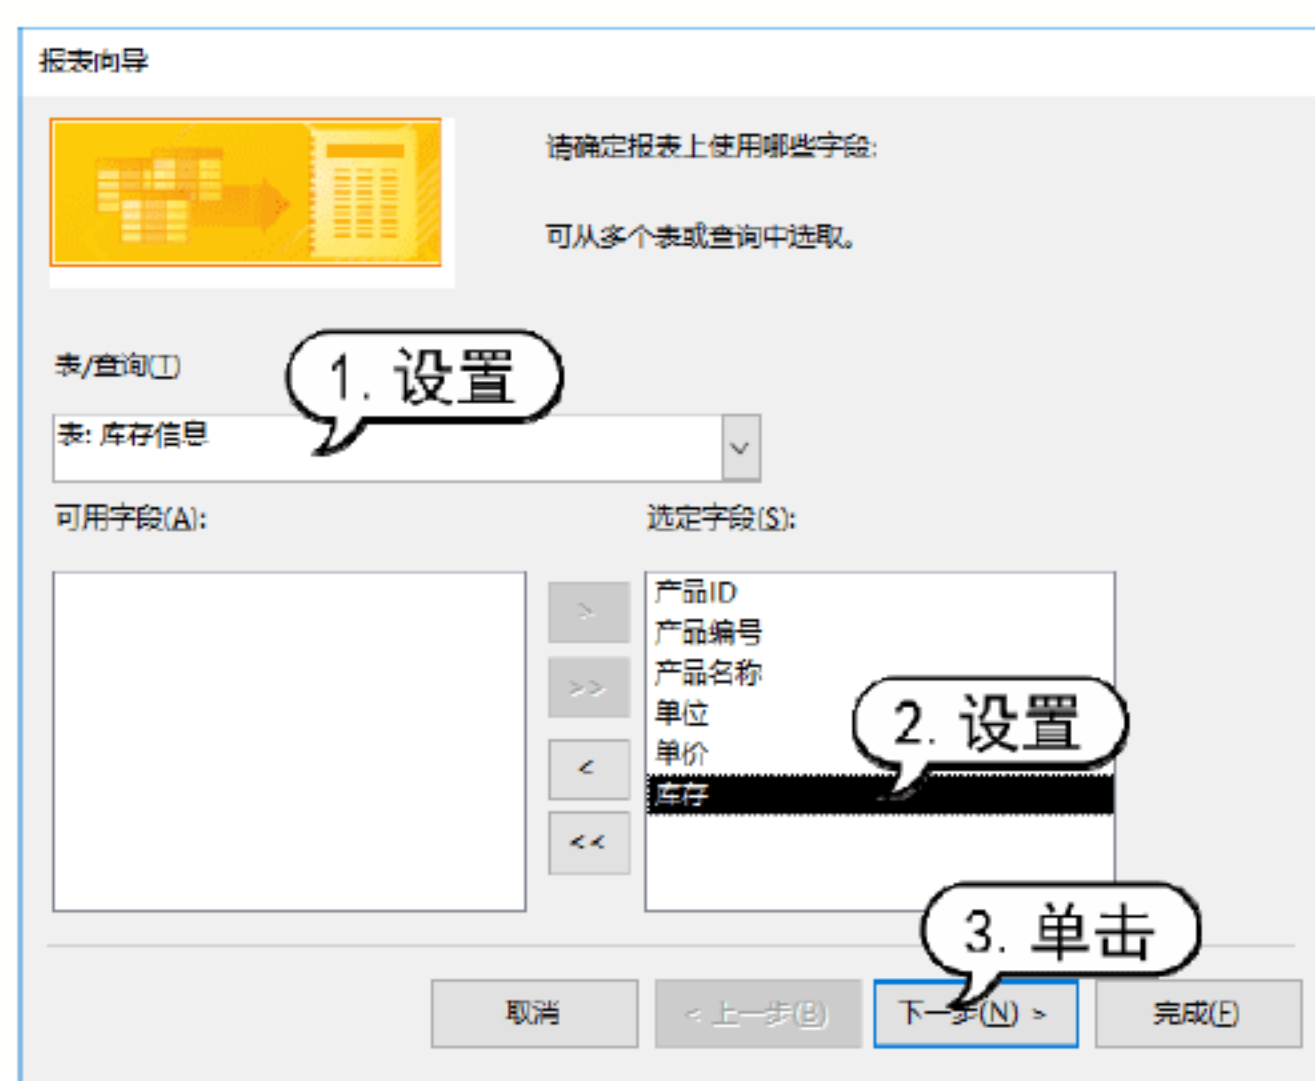 报表向导
请确定报表上使用哪些字段:
可从多个表或查询中选取。
表/查询(T)
1. 设置
表: 库存信息
可用字段(A):
选定字段(S):
产品ID
产品编号
产品名称
单位
单价
库存
>
>>
<
<<
2. 设置
3. 单击
取消
< 上一步(B)
下一步(N) >
完成(F)